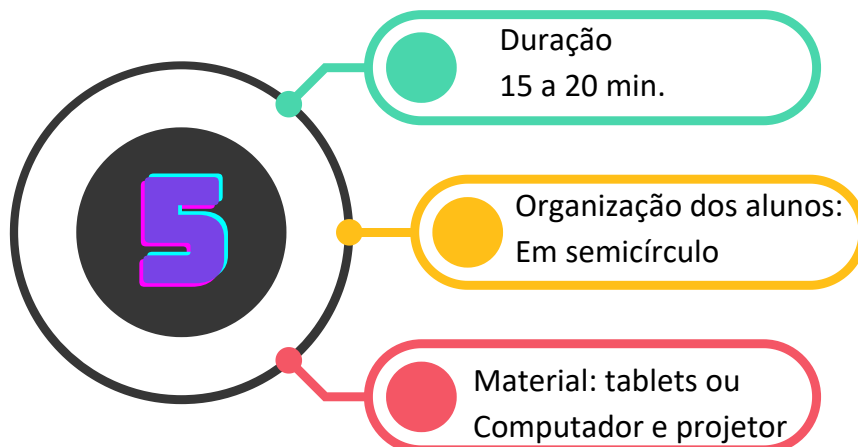 Duração
15 a 20 min.
5
Organização dos alunos:
Em semicírculo
Material: tablets ou
Computador e projetor